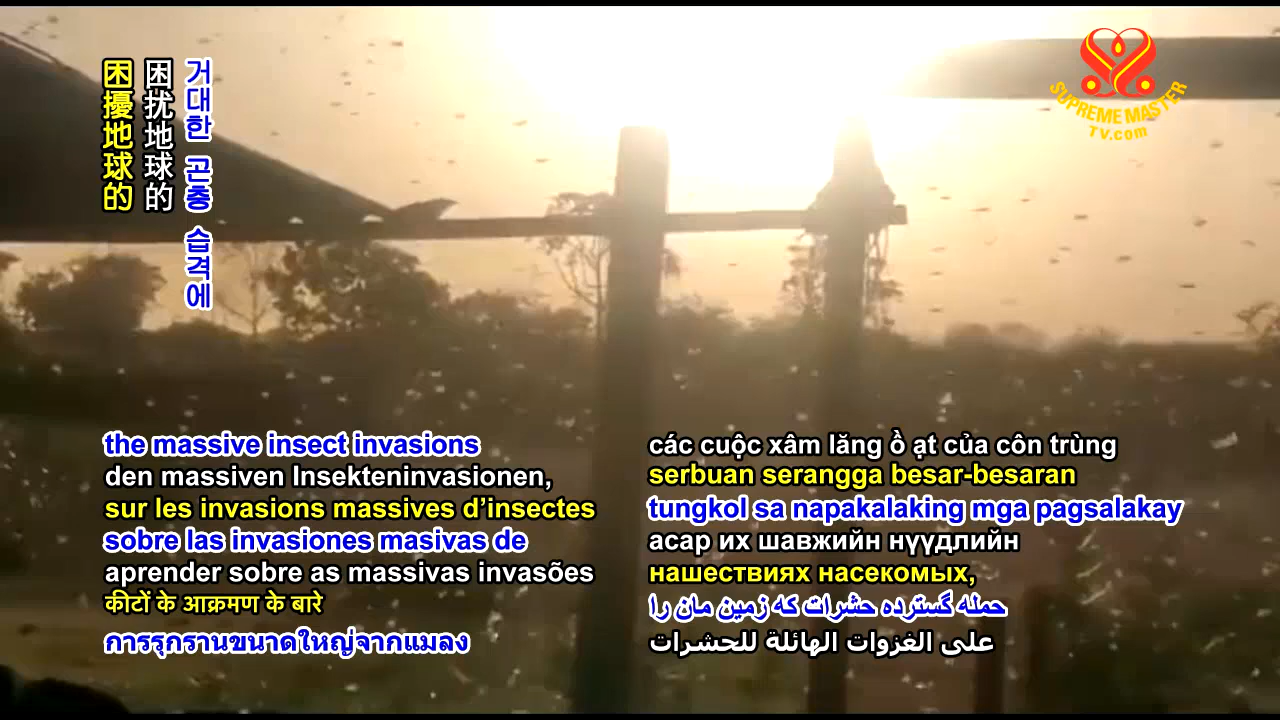 困擾地球的
困扰地球的
거대한 곤충 습격에
SUPREME MASTER
TV.com
the massive insect invasions
den massiven Insekteninvasionen,
sur les invasions massives d’insectes
sobre las invasiones masivas de
aprender sobre as massivas invasões
कीटों के आक्रमण के बारे
การรุกรานขนาดใหญ่จากแมลง
các cuộc xâm lăng ồ ạt của côn trùng
serbuan serangga besar-besaran
tungkol sa napakalaking mga pagsalakay
асар их шавжийн нүүдлийн
нашествиях насекомых,
حمله گسترده حشرات که زمین مان را
على الغزوات الهائلة للحشرات